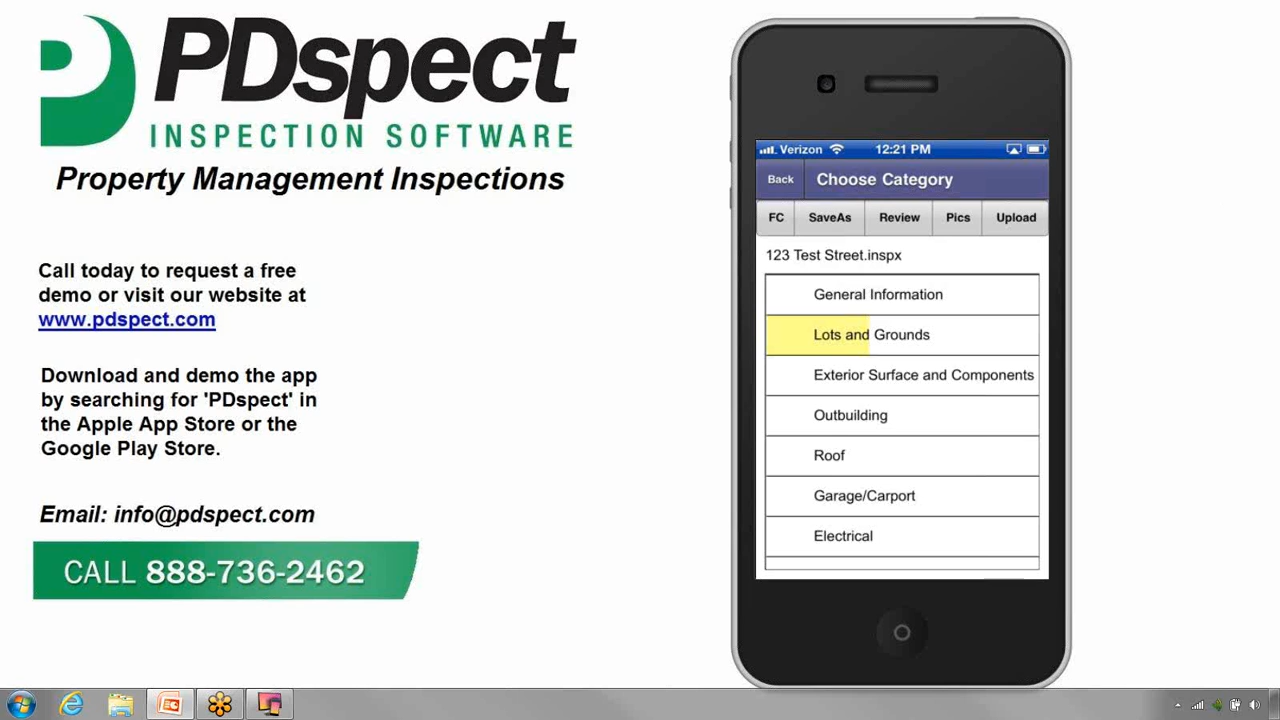 PDspect
INSPECTION SOFTWARE
Property Management Inspections
Call today to request a free
demo or visit our website at
www.pdspect.com
Download and demo the app
by searching for 'PDspect' in
the Apple App Store or the
Google Play Store.
Email: info@pdspect.com
CALL 888-736-2462
Verizon 12:21 PM
Back Choose Category
FC SaveAs Review Pics Upload
123 Test Street.inspx
General Information
Lots and Grounds
Exterior Surface and Components
Outbuilding
Roof
Garage/Carport
Electrical